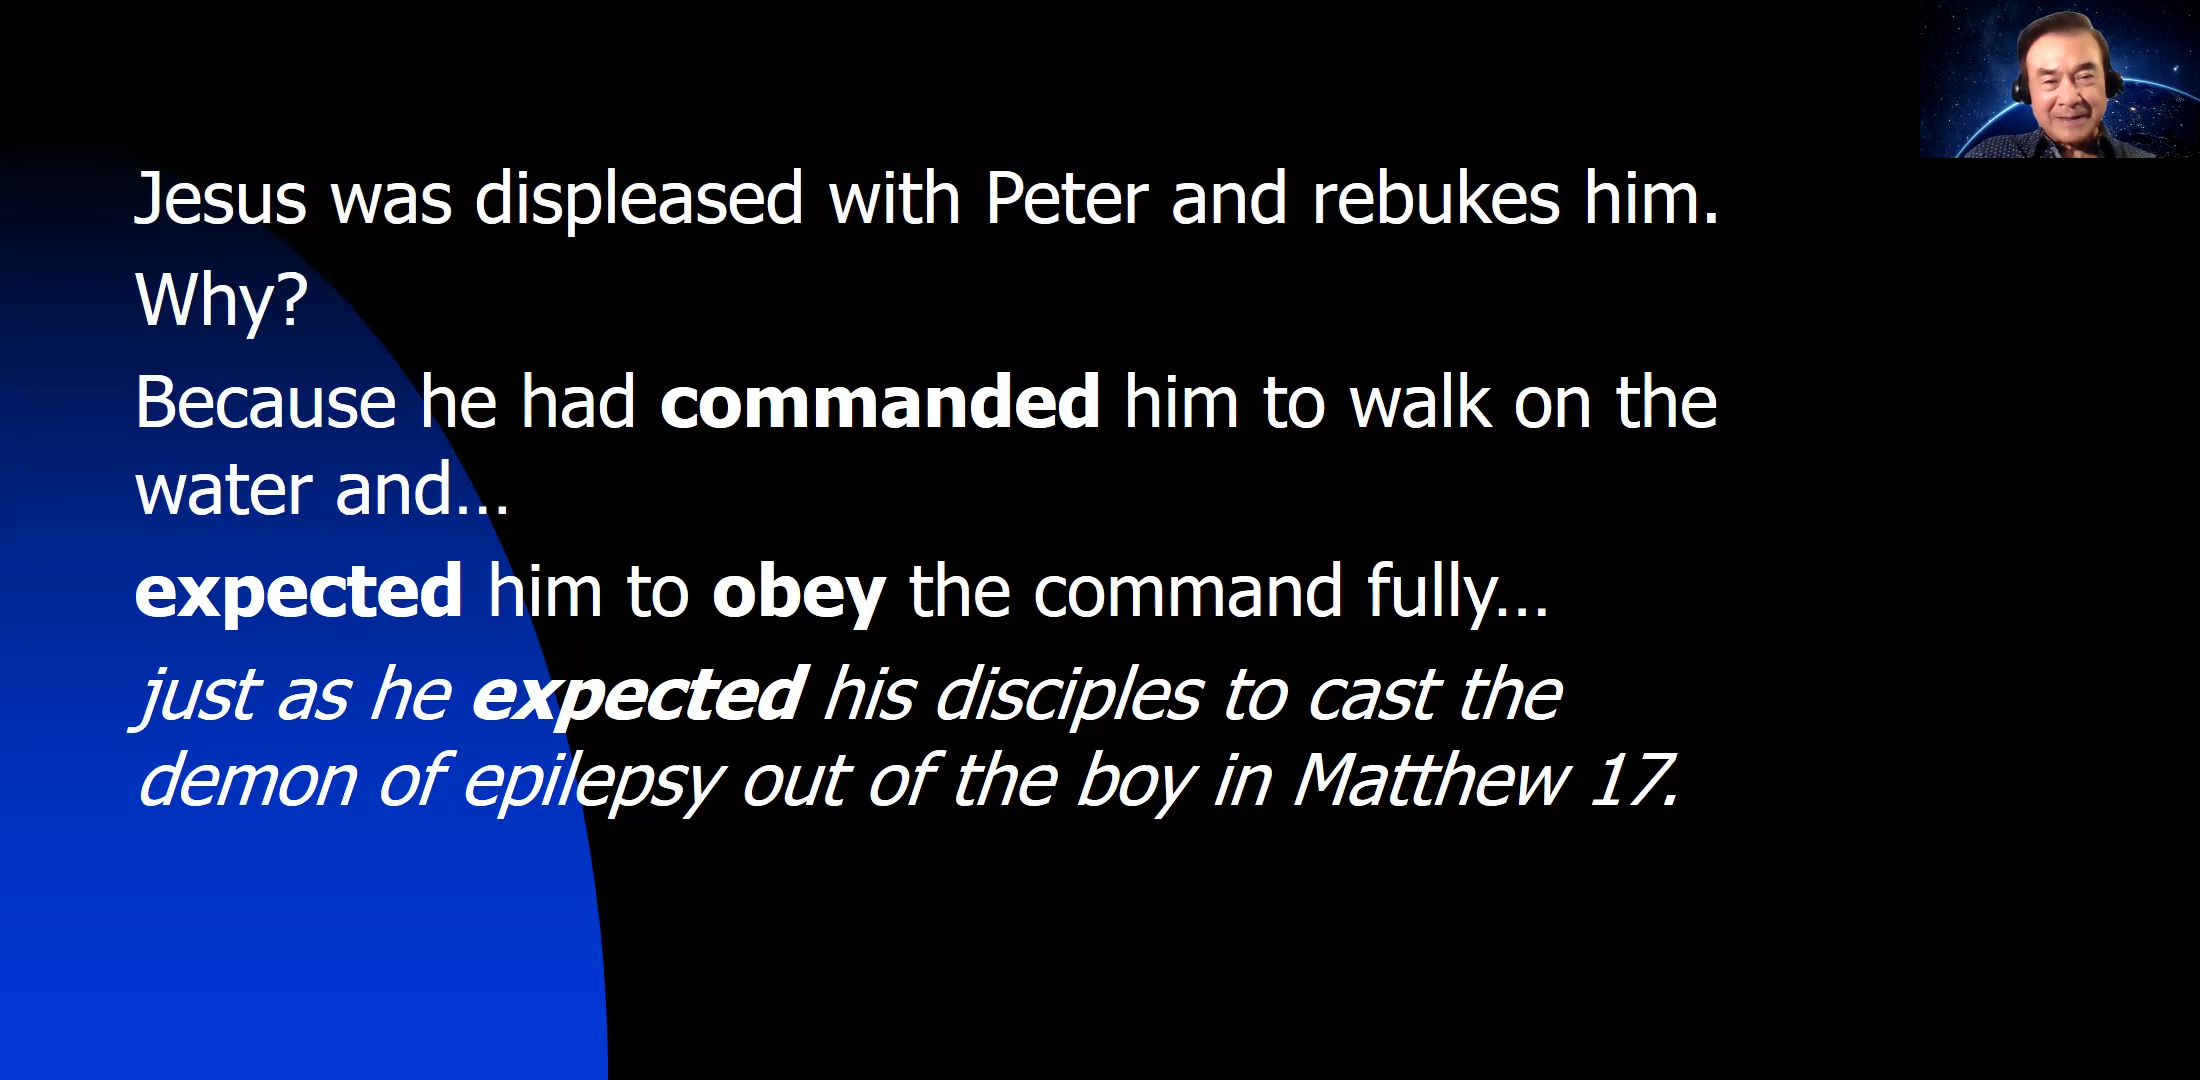 Jesus was displeased with Peter and rebukes him.
Why?
Because he had commanded him to walk on the
water and...
expected him to obey the command fully...
just as he expected his disciples to cast the
demon of epilepsy out of the boy in Matthew 17.